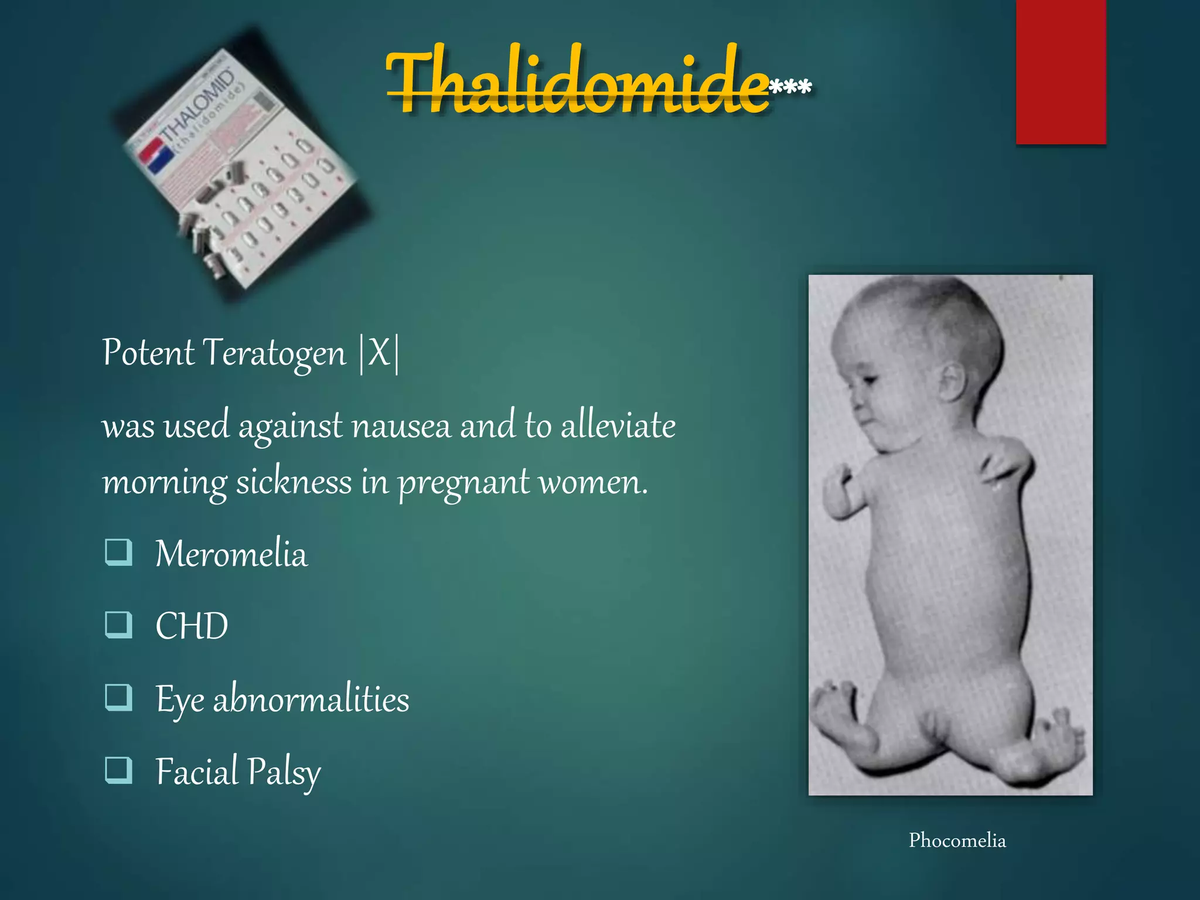 Thalidomide***
THALOMID
(thalidomide)
Potent Teratogen |X|
was used against nausea and to alleviate
morning sickness in pregnant women.
❑ Meromelia
❑ CHD
❑ Eye abnormalities
❑ Facial Palsy
Phocomelia